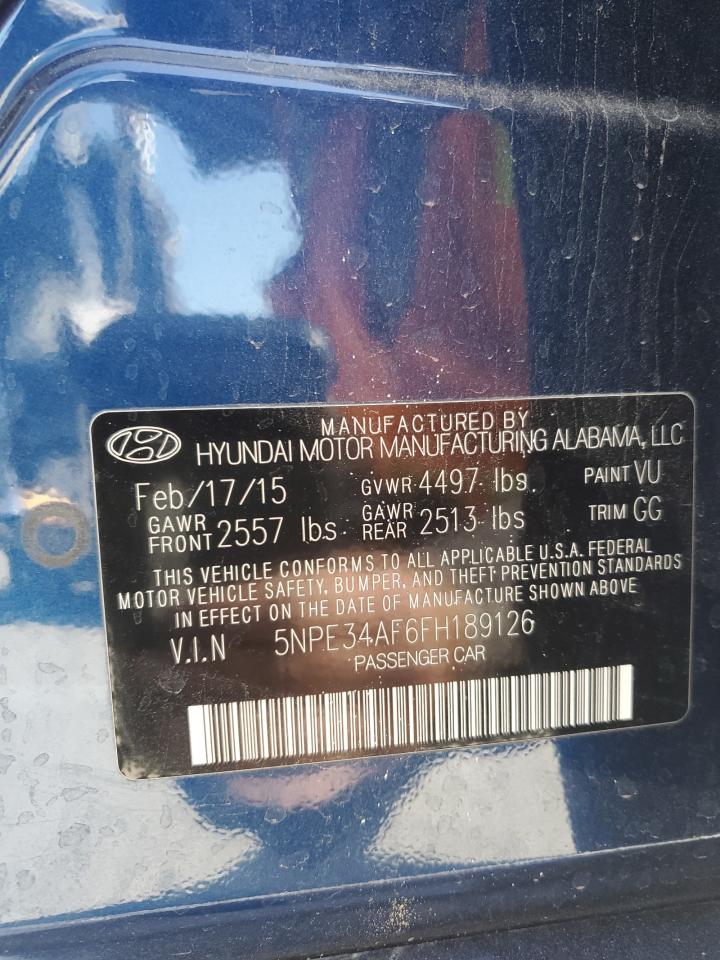 MANUFACTURED BY
HYUNDAI MOTOR MANUFACTURING ALABAMA, LLC
Feb/17/15 GVWR 4497 lbs. PAINT VU
GAWR FRONT 2557 lbs GAWR REAR 2513 lbs TRIM GG
THIS VEHICLE CONFORMS TO ALL APPLICABLE U.S.A. FEDERAL
MOTOR VEHICLE SAFETY, BUMPER, AND THEFT PREVENTION STANDARDS
IN EFFECT ON THE DATE OF MANUFACTURE SHOWN ABOVE
V.I.N 5NPE34AF6FH189126
PASSENGER CAR